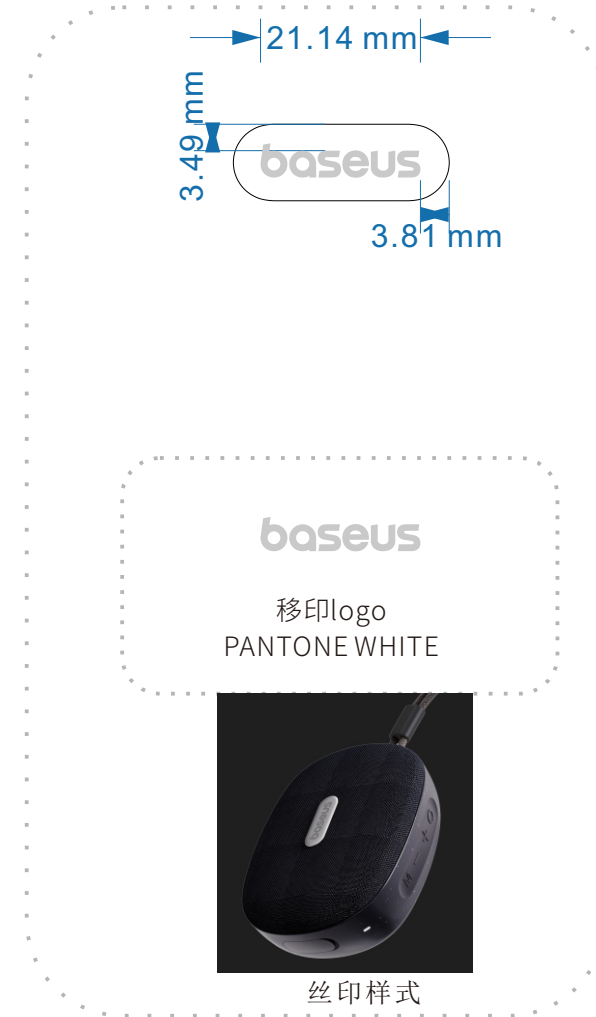 21.14 mm
3.49 mm
baseus
3.81 mm
baseus
移印logo
PANTONE WHITE
baseus
丝印样式